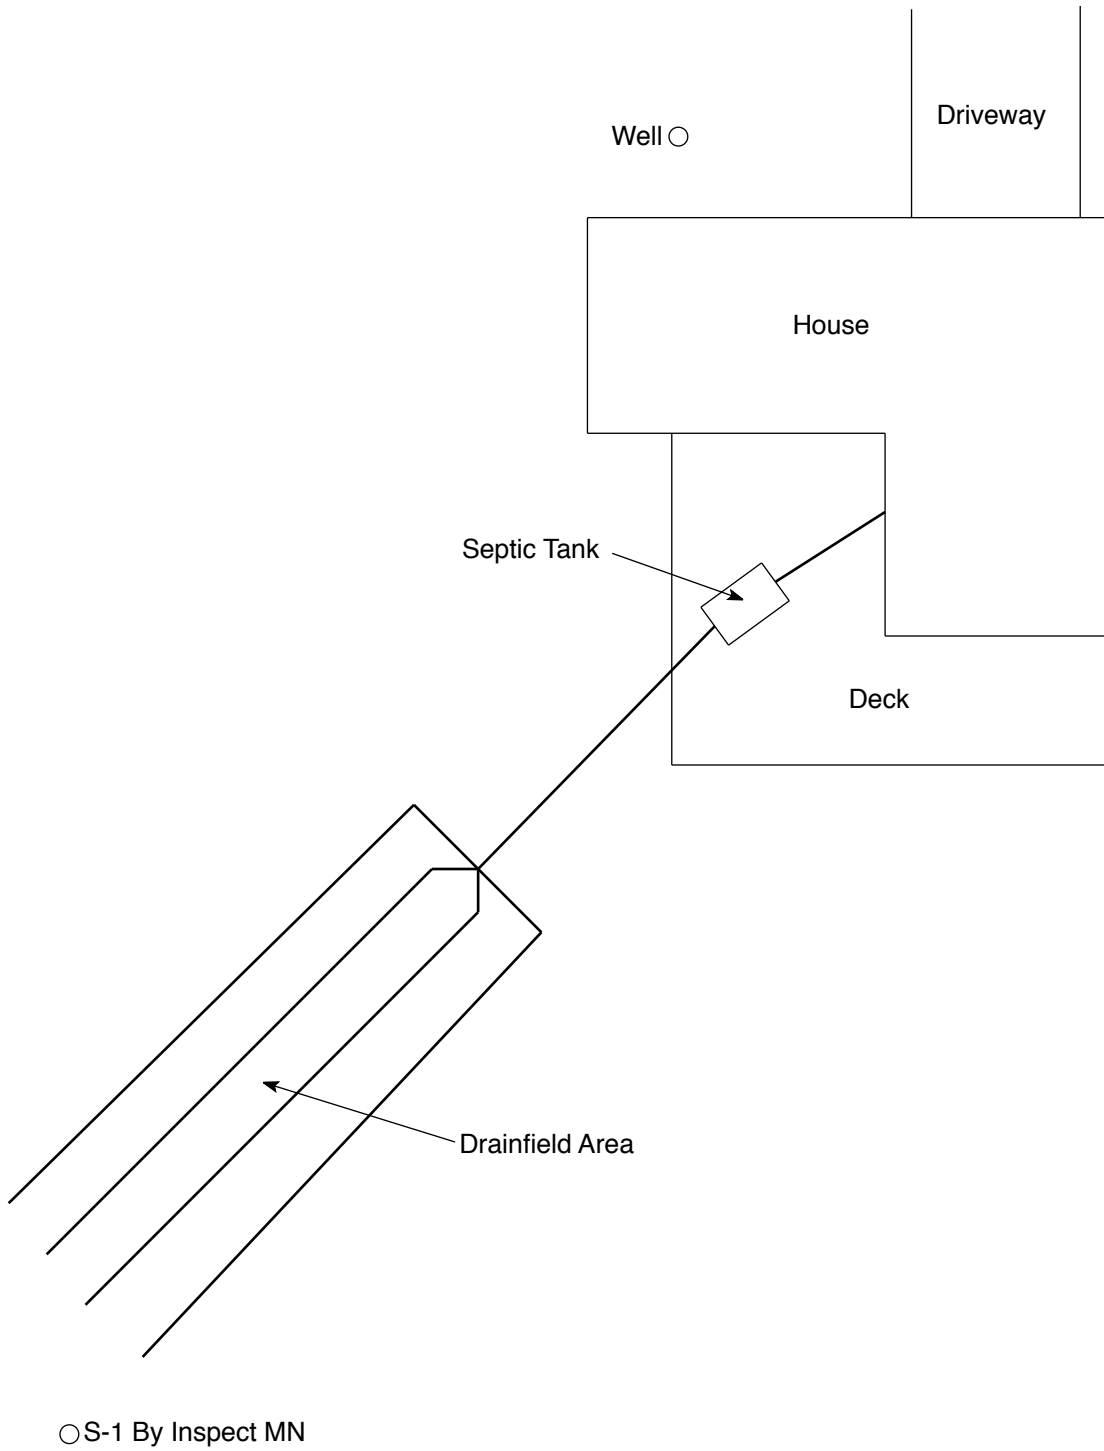 Driveway
Well
House
Septic Tank
Deck
Drainfield Area
S-1 By Inspect MN